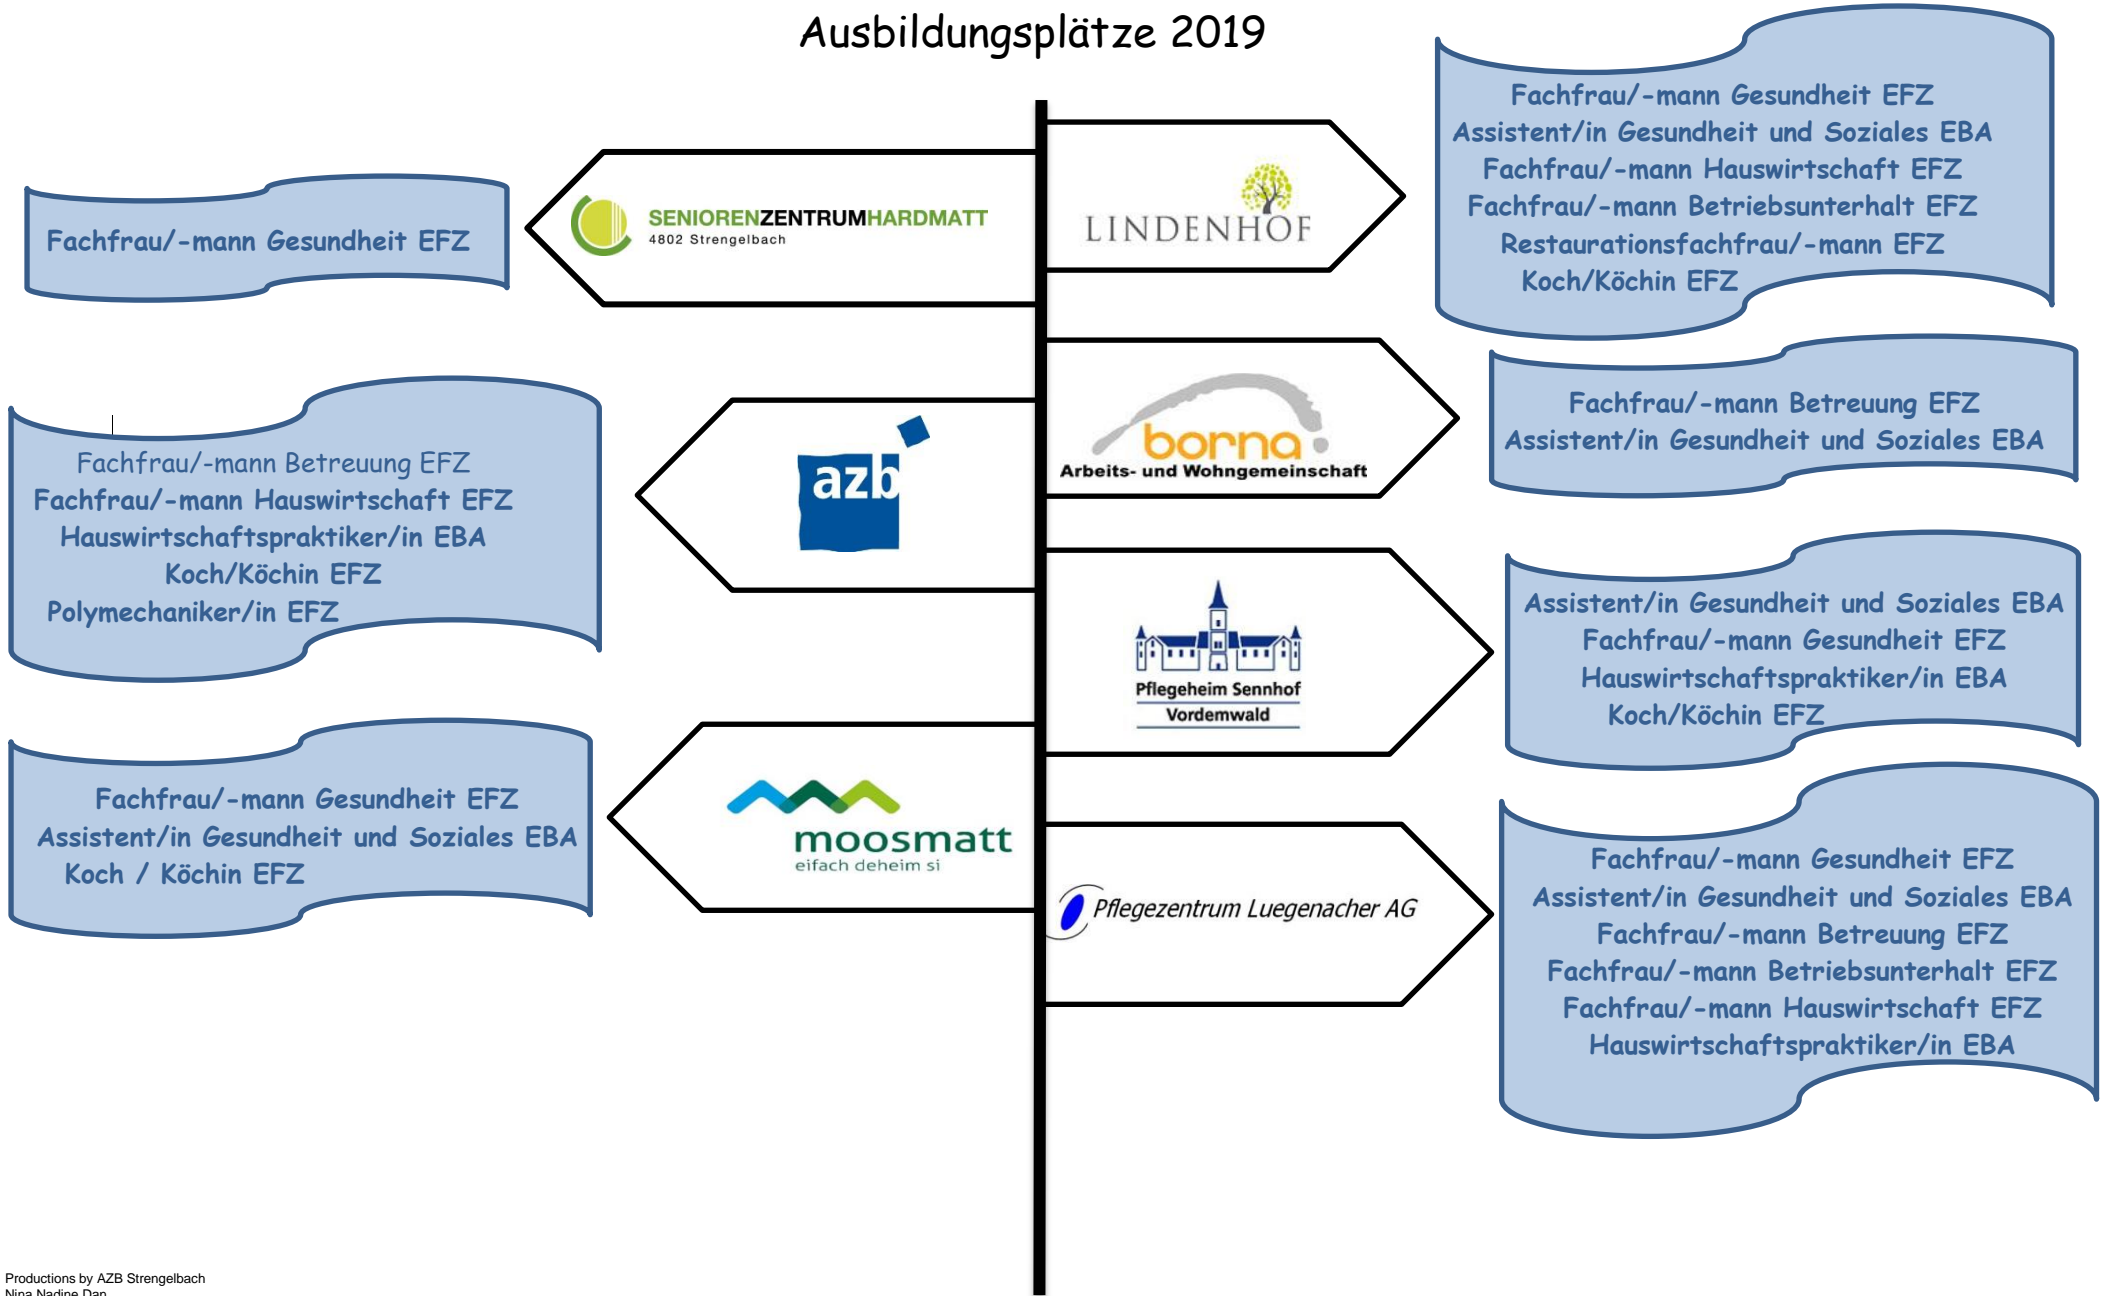 Ausbildungsplätze 2019
Fachfrau/-mann Gesundheit EFZ
SENIORENZENTRUMHARDMATT
4802 Strengelbach
LINDENHOF
Fachfrau/-mann Gesundheit EFZ
Assistent/in Gesundheit und Soziales EBA
Fachfrau/-mann Hauswirtschaft EFZ
Fachfrau/-mann Betriebsunterhalt EFZ
Restaurationsfachfrau/-mann EFZ
Koch/Köchin EFZ
Fachfrau/-mann Betreuung EFZ
Fachfrau/-mann Hauswirtschaft EFZ
Hauswirtschaftspraktiker/in EBA
Koch/Köchin EFZ
Polymechaniker/in EFZ
azb
borna
Arbeits- und Wohngemeinschaft
Fachfrau/-mann Betreuung EFZ
Assistent/in Gesundheit und Soziales EBA
Pflegeheim Sennhof
Vordemwald
Assistent/in Gesundheit und Soziales EBA
Fachfrau/-mann Gesundheit EFZ
Hauswirtschaftspraktiker/in EBA
Koch/Köchin EFZ
Fachfrau/-mann Gesundheit EFZ
Assistent/in Gesundheit und Soziales EBA
Koch / Köchin EFZ
moosmatt
eifach deheim si
Pflegezentrum Luegenacher AG
Fachfrau/-mann Gesundheit EFZ
Assistent/in Gesundheit und Soziales EBA
Fachfrau/-mann Betreuung EFZ
Fachfrau/-mann Betriebsunterhalt EFZ
Fachfrau/-mann Hauswirtschaft EFZ
Hauswirtschaftspraktiker/in EBA
Productions by AZB Strengelbach
Nina Nadine Dan